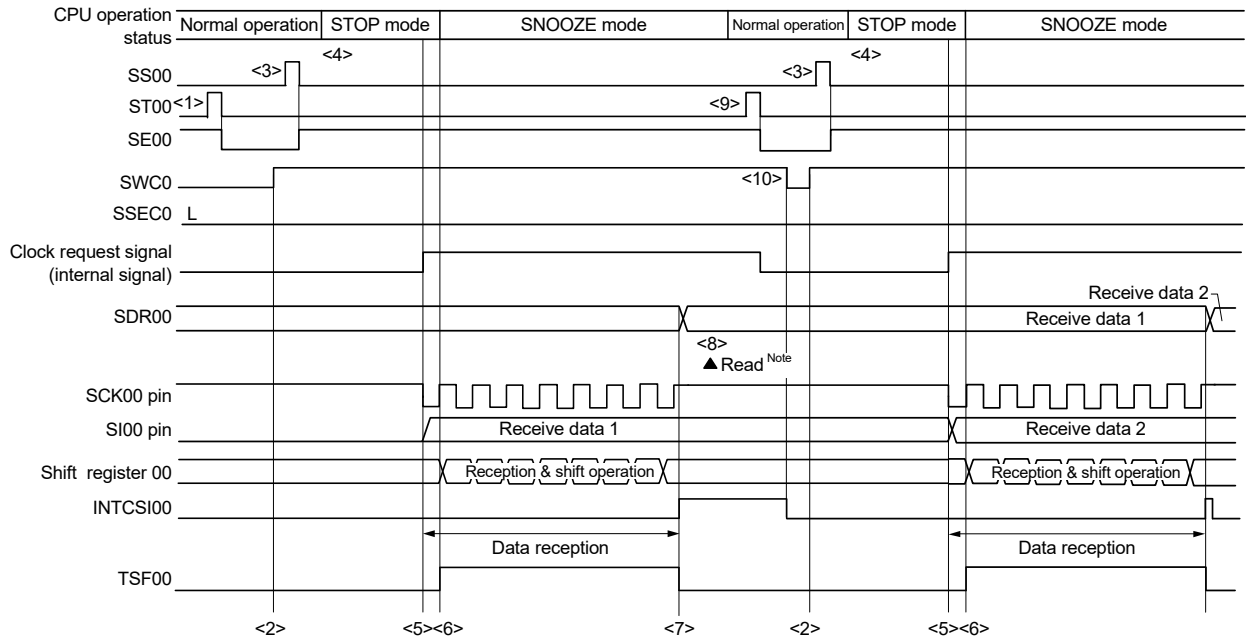 CPU operation status
Normal operation STOP mode SNOOZE mode Normal operation STOP mode SNOOZE mode
<4> <4>
SS00 <3> <3>
ST00 <1> <9>
SE00
SWC0 <10>
SSEC0 L
Clock request signal
(internal signal)
Receive data 2
SDR00 Receive data 1
<8>
▲ Read Note
SCK00 pin
SI00 pin Receive data 1 Receive data 2
Shift register 00 Reception & shift operation Reception & shift operation
INTCSI00
Data reception Data reception
TSF00
<2> <5><6> <7> <2> <5><6>